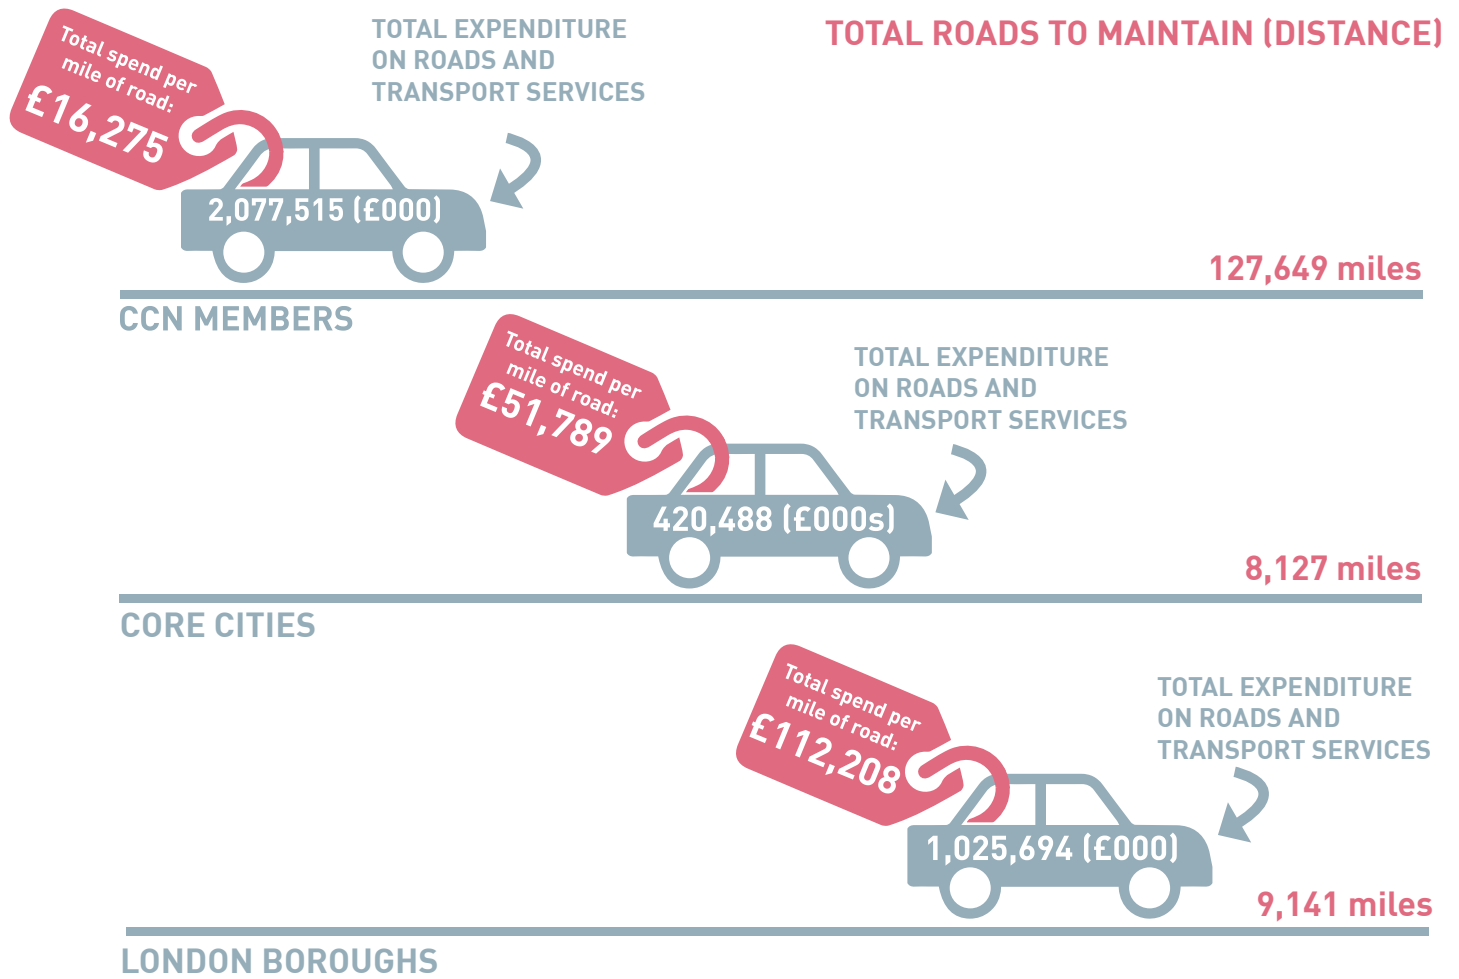 TOTAL ROADS TO MAINTAIN (DISTANCE)
Total spend per
mile of road:
£16,275
TOTAL EXPENDITURE
ON ROADS AND
TRANSPORT SERVICES
2,077,515 (£000)
127,649 miles
CCN MEMBERS
Total spend per
mile of road:
£51,789
TOTAL EXPENDITURE
ON ROADS AND
TRANSPORT SERVICES
420,488 (£000s)
8,127 miles
CORE CITIES
Total spend per
mile of road:
£112,208
TOTAL EXPENDITURE
ON ROADS AND
TRANSPORT SERVICES
1,025,694 (£000)
9,141 miles
LONDON BOROUGHS